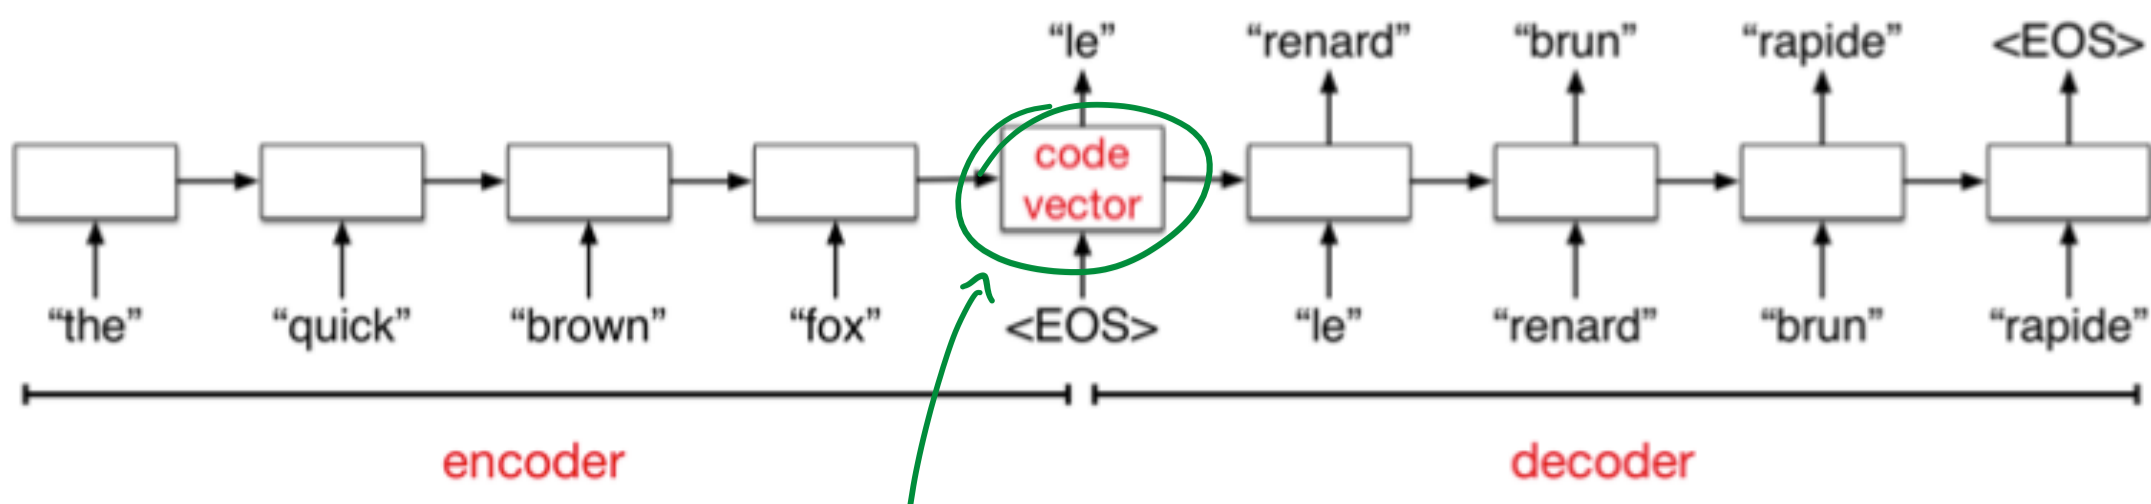 “le” “renard” “brun” “rapide” <EOS>
code
vector
“the” “quick” “brown” “fox” <EOS> “le” “renard” “brun” “rapide”
encoder decoder